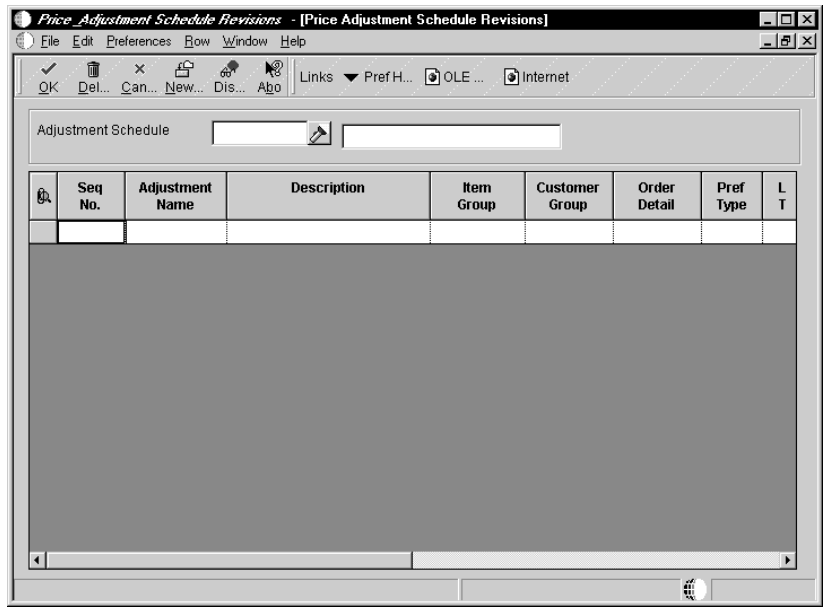 Price_Adjustment Schedule Revisions - [Price Adjustment Schedule Revisions]
File Edit Preferences Row Window Help
OK Del... Can... New... Dis... Abo Links Pref H... OLE ... Internet
Adjustment Schedule
Seq No. Adjustment Name Description Item Group Customer Group Order Detail Pref Type L T